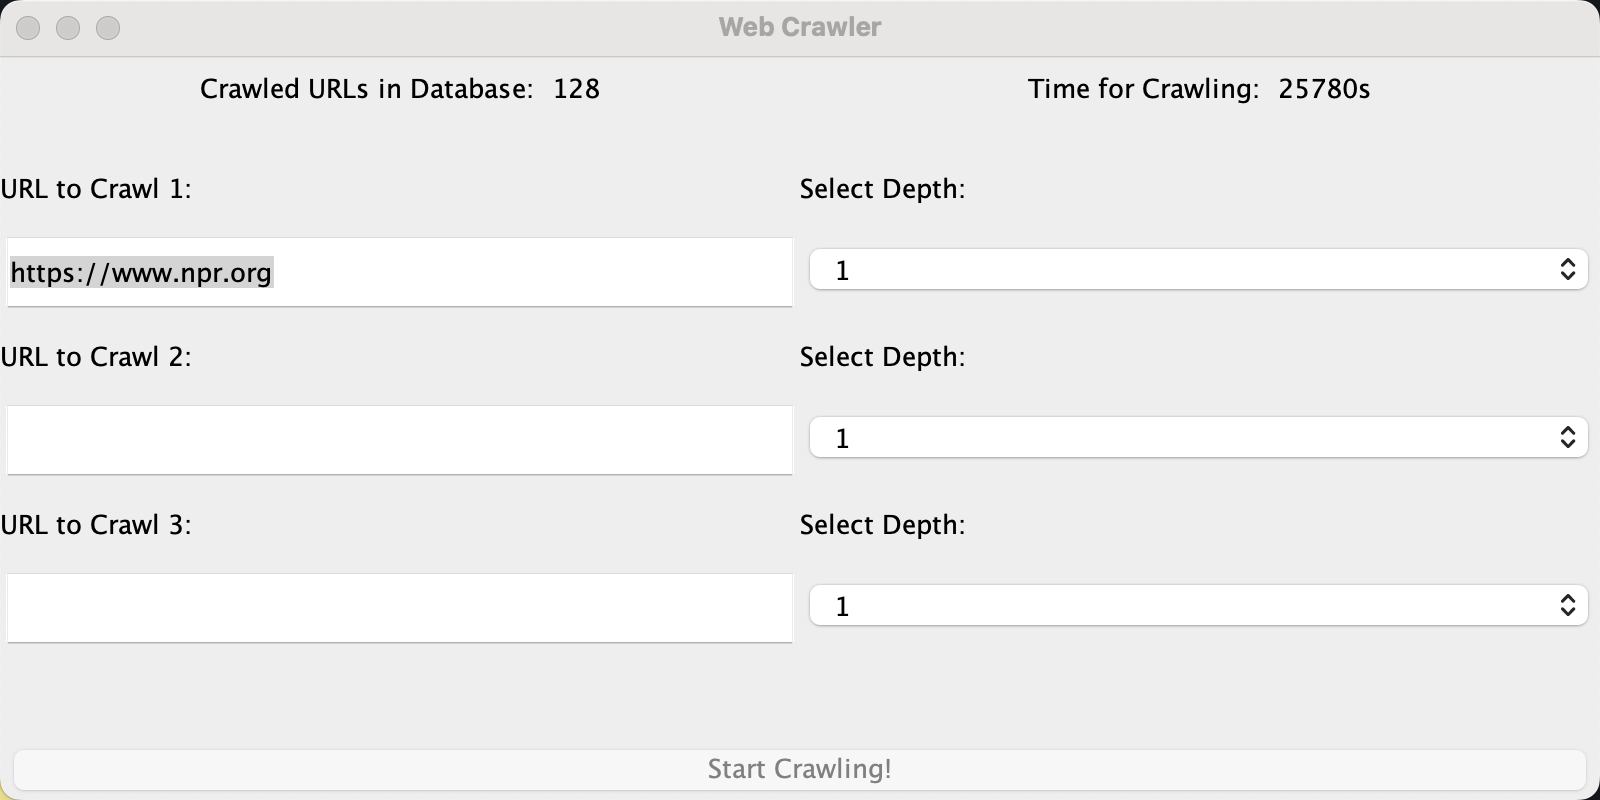 Web Crawler
Crawled URLs in Database: 128
Time for Crawling: 25780s
URL to Crawl 1:
Select Depth:
https://www.npr.org
1
URL to Crawl 2:
Select Depth:
1
URL to Crawl 3:
Select Depth:
1
Start Crawling!